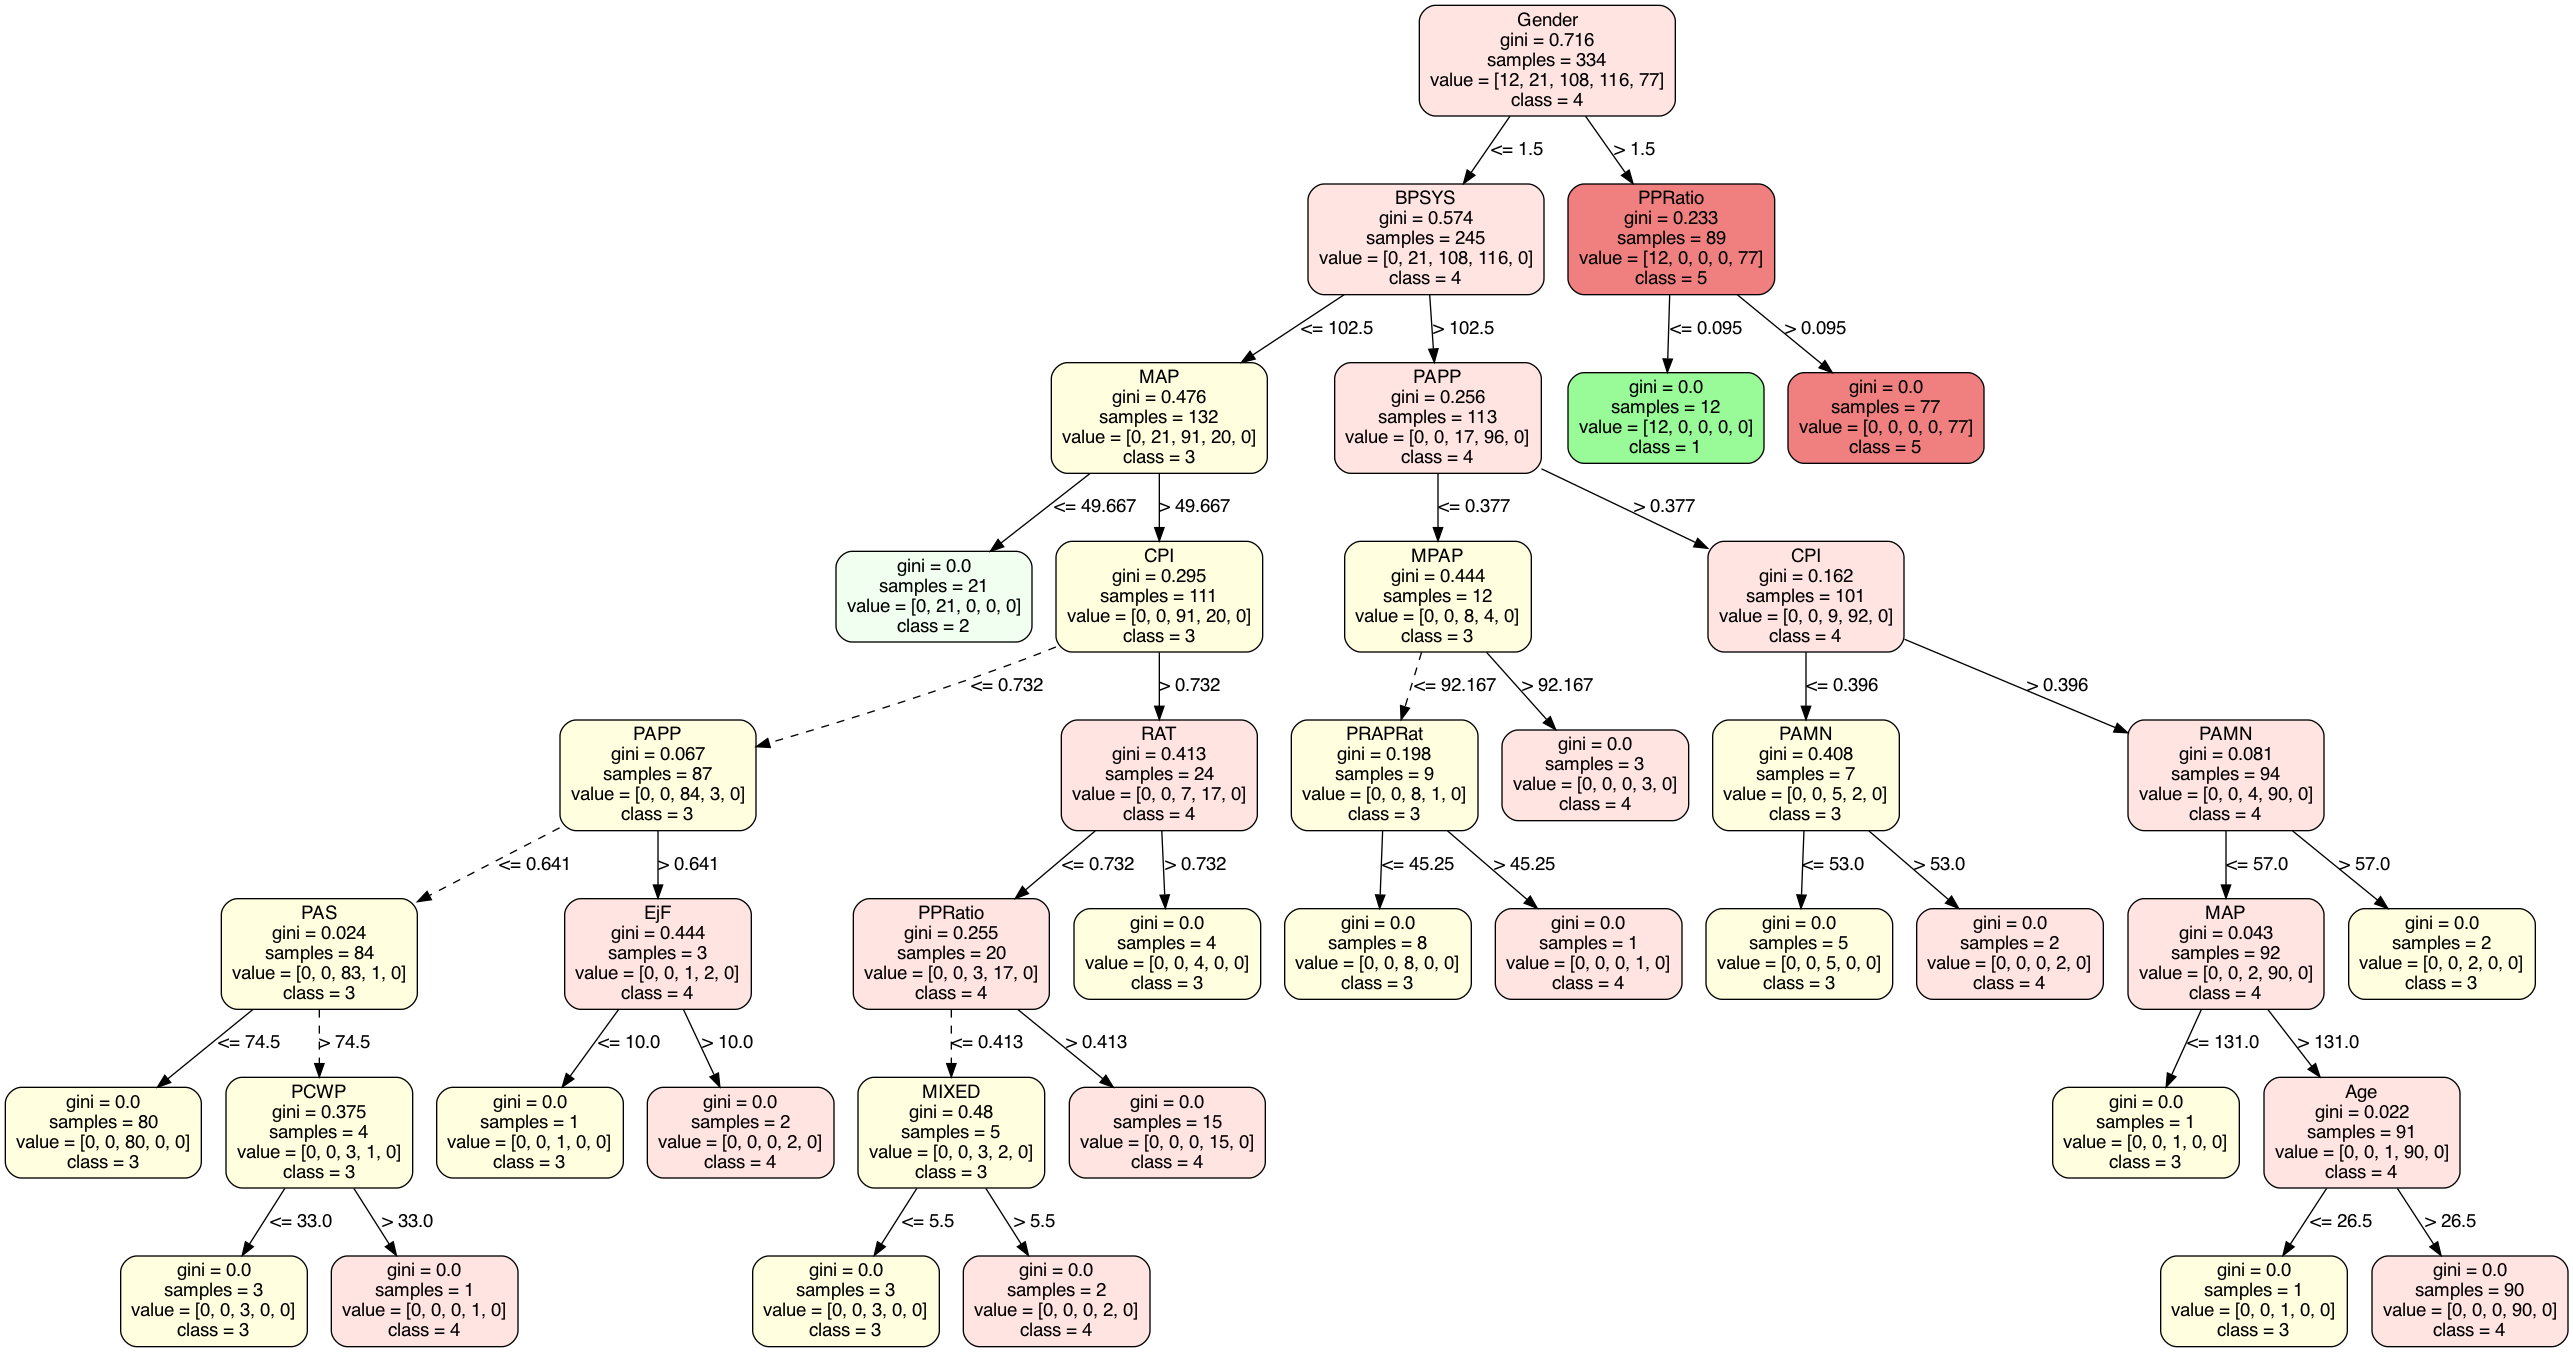 Gender
gini = 0.716
samples = 334
value = [12, 21, 108, 116, 77]
class = 4
<= 1.5
> 1.5
BPSYS
gini = 0.574
samples = 245
value = [0, 21, 108, 116, 0]
class = 4
PPRatio
gini = 0.233
samples = 89
value = [12, 0, 0, 0, 77]
class = 5
<= 102.5
> 102.5
<= 0.095
> 0.095
MAP
gini = 0.476
samples = 132
value = [0, 21, 91, 20, 0]
class = 3
PAPP
gini = 0.256
samples = 113
value = [0, 0, 17, 96, 0]
class = 4
gini = 0.0
samples = 12
value = [12, 0, 0, 0, 0]
class = 1
gini = 0.0
samples = 77
value = [0, 0, 0, 0, 77]
class = 5
<= 49.667
> 49.667
<= 0.377
> 0.377
gini = 0.0
samples = 21
value = [0, 21, 0, 0, 0]
class = 2
CPI
gini = 0.295
samples = 111
value = [0, 0, 91, 20, 0]
class = 3
MPAP
gini = 0.444
samples = 12
value = [0, 0, 8, 4, 0]
class = 3
CPI
gini = 0.162
samples = 101
value = [0, 0, 9, 92, 0]
class = 4
<= 0.732
> 0.732
<= 92.167
> 92.167
<= 0.396
> 0.396
PAPP
gini = 0.067
samples = 87
value = [0, 0, 84, 3, 0]
class = 3
RAT
gini = 0.413
samples = 24
value = [0, 0, 7, 17, 0]
class = 4
PRAPRat
gini = 0.198
samples = 9
value = [0, 0, 8, 1, 0]
class = 3
gini = 0.0
samples = 3
value = [0, 0, 0, 3, 0]
class = 4
PAMN
gini = 0.408
samples = 7
value = [0, 0, 5, 2, 0]
class = 3
PAMN
gini = 0.081
samples = 94
value = [0, 0, 4, 90, 0]
class = 4
<= 0.641
> 0.641
<= 0.732
> 0.732
<= 45.25
> 45.25
<= 53.0
> 53.0
<= 57.0
> 57.0
PAS
gini = 0.024
samples = 84
value = [0, 0, 83, 1, 0]
class = 3
EjF
gini = 0.444
samples = 3
value = [0, 0, 1, 2, 0]
class = 4
PPRatio
gini = 0.255
samples = 20
value = [0, 0, 3, 17, 0]
class = 4
gini = 0.0
samples = 4
value = [0, 0, 4, 0, 0]
class = 3
gini = 0.0
samples = 8
value = [0, 0, 8, 0, 0]
class = 3
gini = 0.0
samples = 1
value = [0, 0, 0, 1, 0]
class = 4
gini = 0.0
samples = 5
value = [0, 0, 5, 0, 0]
class = 3
gini = 0.0
samples = 2
value = [0, 0, 0, 2, 0]
class = 4
MAP
gini = 0.043
samples = 92
value = [0, 0, 2, 90, 0]
class = 4
gini = 0.0
samples = 2
value = [0, 0, 2, 0, 0]
class = 3
<= 74.5
> 74.5
<= 10.0
> 10.0
<= 0.413
> 0.413
<= 131.0
> 131.0
gini = 0.0
samples = 80
value = [0, 0, 80, 0, 0]
class = 3
PCWP
gini = 0.375
samples = 4
value = [0, 0, 3, 1, 0]
class = 3
gini = 0.0
samples = 1
value = [0, 0, 1, 0, 0]
class = 3
gini = 0.0
samples = 2
value = [0, 0, 0, 2, 0]
class = 4
MIXED
gini = 0.48
samples = 5
value = [0, 0, 3, 2, 0]
class = 3
gini = 0.0
samples = 15
value = [0, 0, 0, 15, 0]
class = 4
gini = 0.0
samples = 1
value = [0, 0, 1, 0, 0]
class = 3
Age
gini = 0.022
samples = 91
value = [0, 0, 1, 90, 0]
class = 4
<= 33.0
> 33.0
<= 5.5
> 5.5
<= 26.5
> 26.5
gini = 0.0
samples = 3
value = [0, 0, 3, 0, 0]
class = 3
gini = 0.0
samples = 1
value = [0, 0, 0, 1, 0]
class = 4
gini = 0.0
samples = 3
value = [0, 0, 3, 0, 0]
class = 3
gini = 0.0
samples = 2
value = [0, 0, 0, 2, 0]
class = 4
gini = 0.0
samples = 1
value = [0, 0, 1, 0, 0]
class = 3
gini = 0.0
samples = 90
value = [0, 0, 0, 90, 0]
class = 4